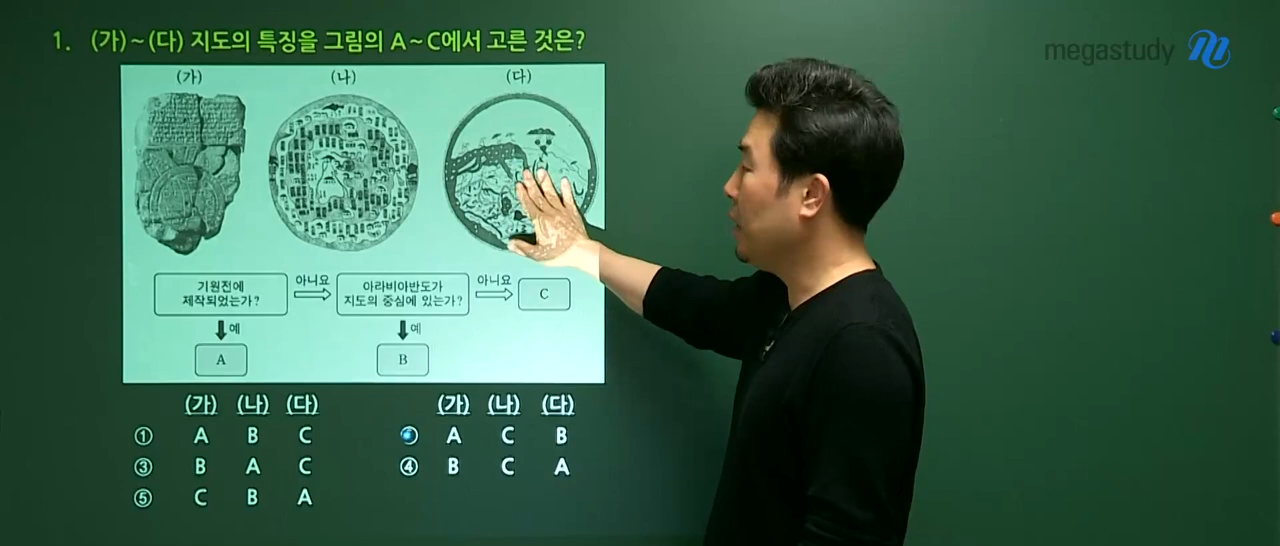 1. (가)~(다) 지도의 특징을 그림의 A~C에서 고른 것은?
megastudy
(가) (나) (다)
기원전에
제작되었는가?
아니요
아라비아반도가
지도의 중심에 있는가?
아니요
C
예
예
A
B
(가) (나) (다)
① A B C
③ B A C
⑤ C B A
(가) (나) (다)
A C B
④ B C A